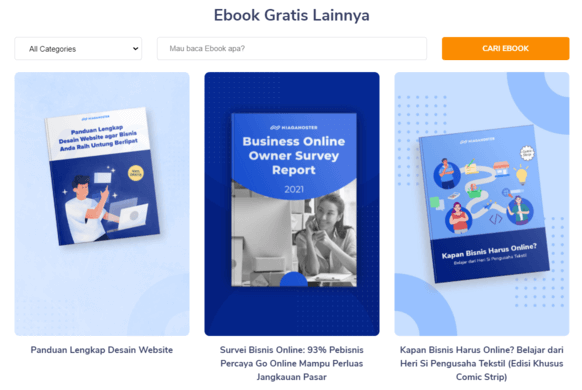 Ebook Gratis Lainnya
All Categories
Mau baca Ebook apa?
CARI EBOOK
NIAGAHOSTER
Panduan Lengkap
Desain Website agar Bisnis
Anda Raih Untung Berlipat
NIAGAHOSTER
Business Online
Owner Survey
Report
2021
Kapan Bisnis Harus Online?
Belajar dari Heri Si Pengusaha Tekstil
Panduan Lengkap Desain Website
Survei Bisnis Online: 93% Pebisnis
Percaya Go Online Mampu Perluas
Jangkauan Pasar
Kapan Bisnis Harus Online? Belajar dari
Heri Si Pengusaha Tekstil (Edisi Khusus
Comic Strip)